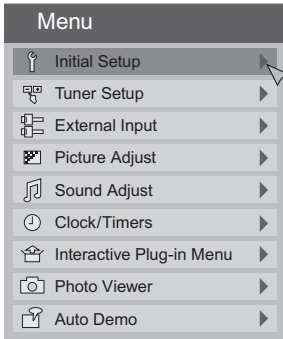 Menu
Initial Setup
Tuner Setup
External Input
Picture Adjust
Sound Adjust
Clock/Timers
Interactive Plug-in Menu
Photo Viewer
Auto Demo